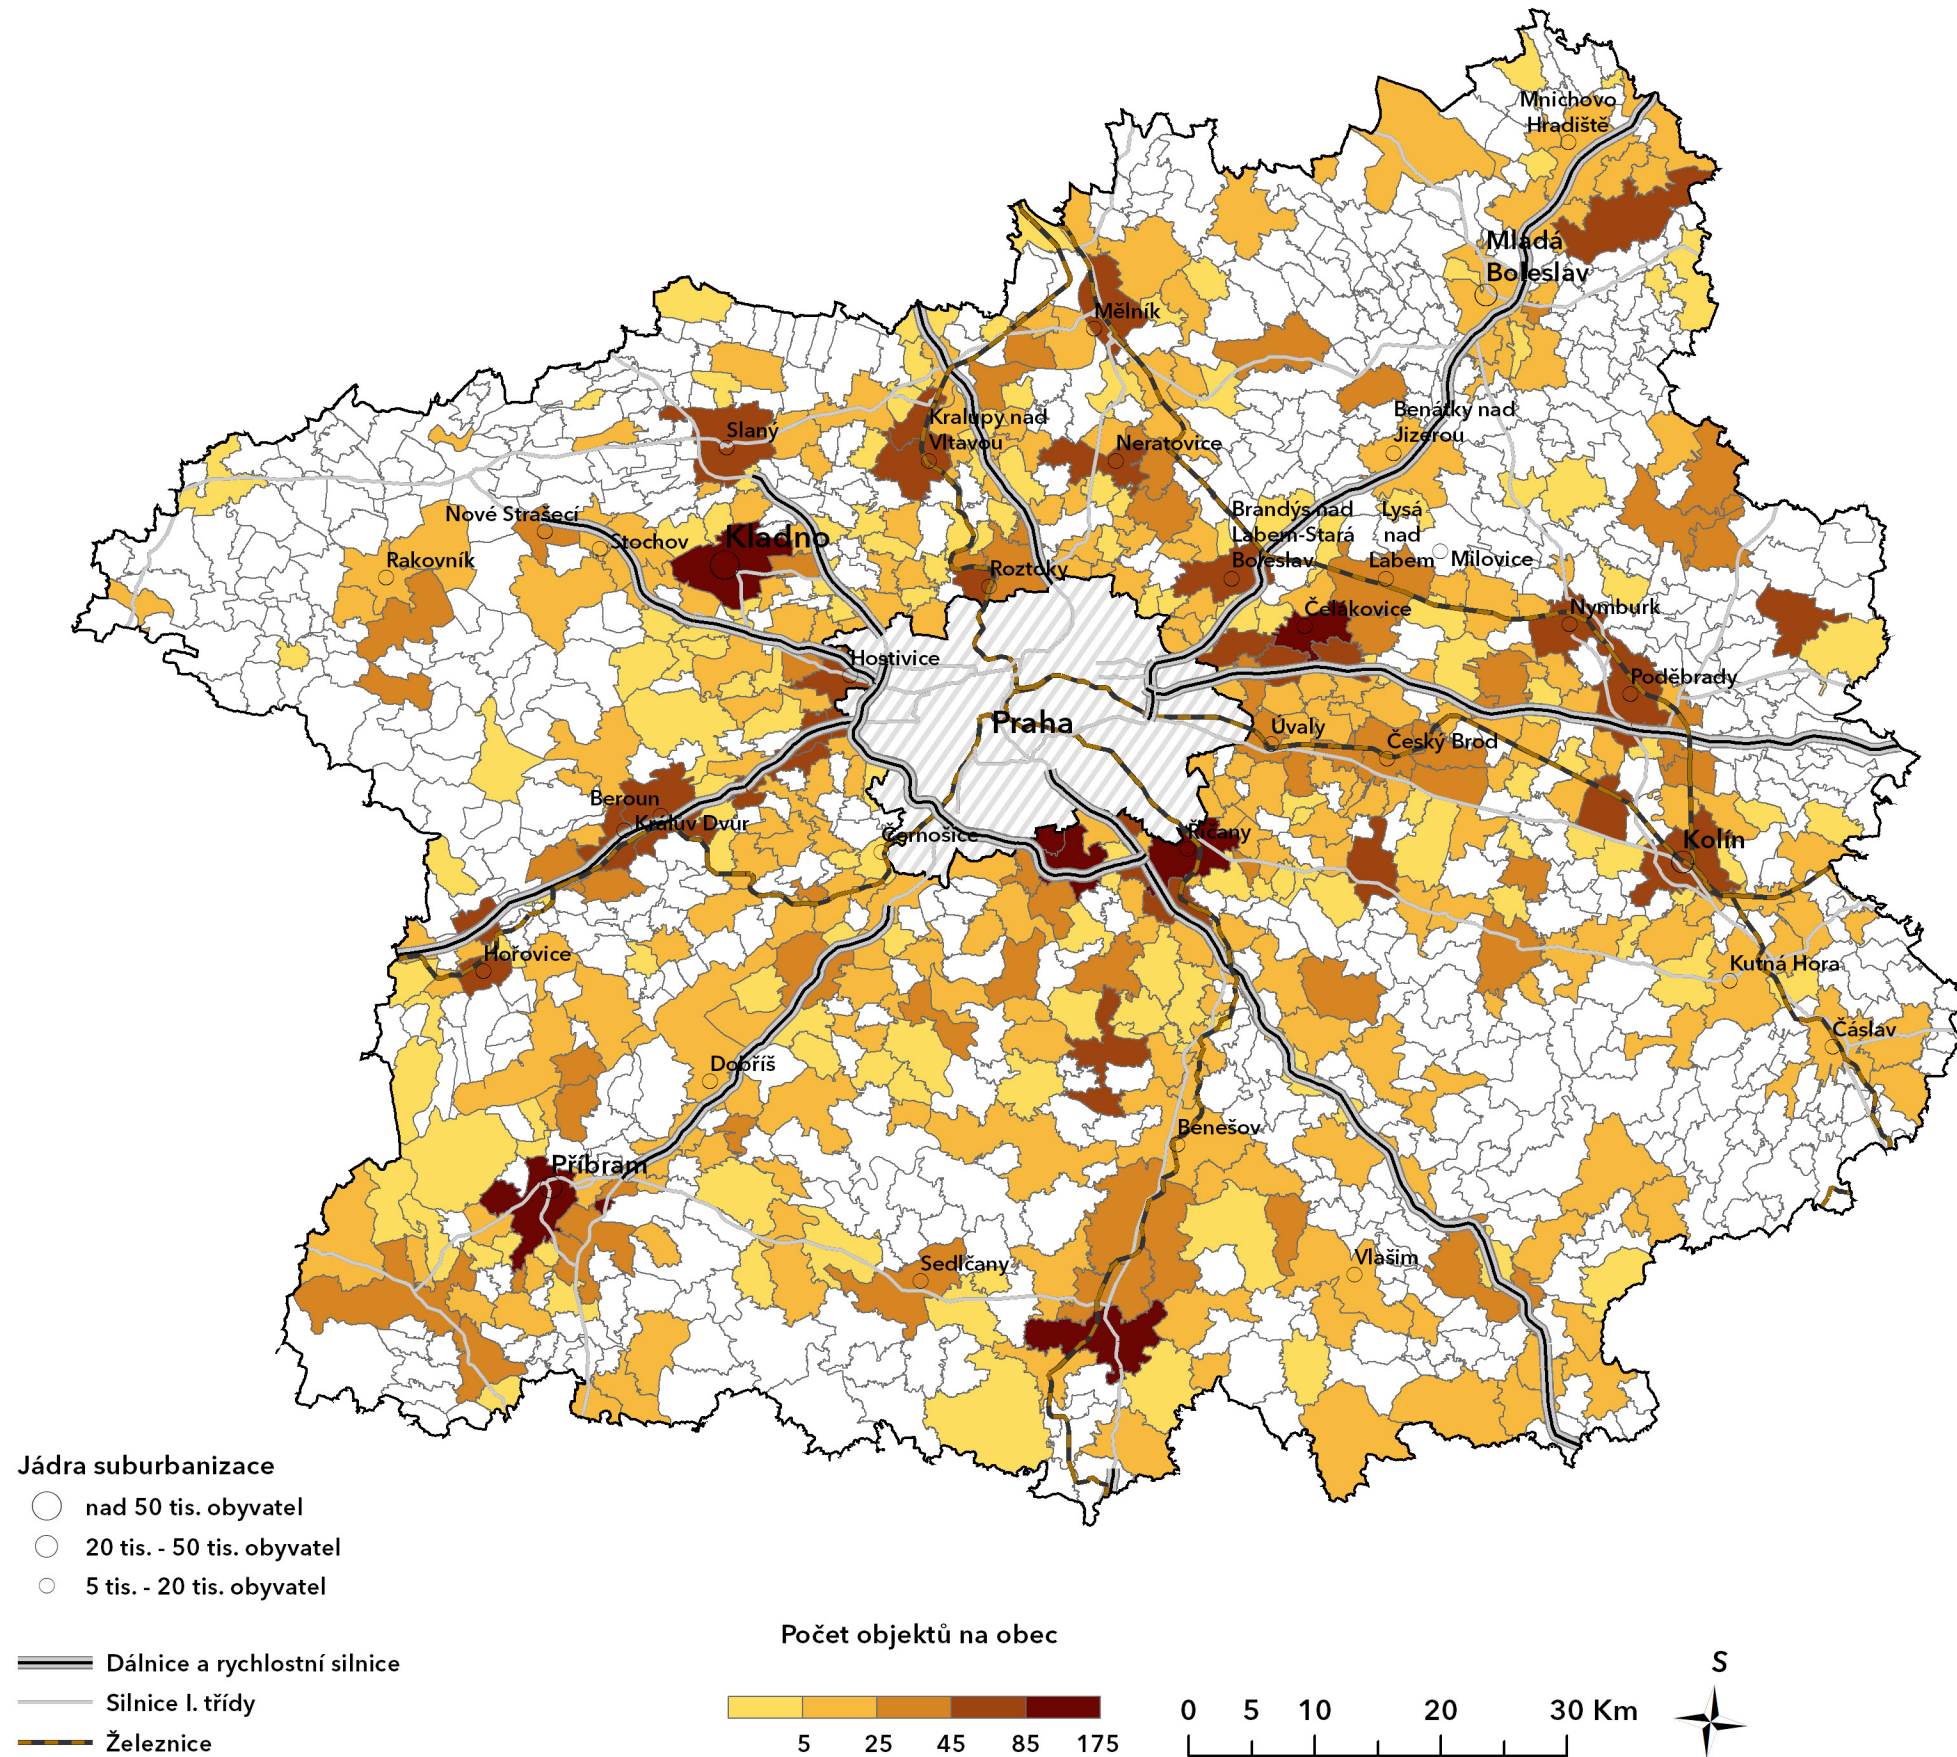 Mnichovo
Hradiště
Mladá
Boleslav
Mělník
Kralupy nad
Vltavou
Slaný
Neratovice
Benátky nad
Jizerou
Nové Strašecí
Stochov
Kladno
Rakovník
Roztoky
Brandýs nad
Labem-Stará
Boleslav
Lysá
nad
Labem
Milovice
Čelákovice
Nymburk
Hostivice
Poděbrady
Praha
Úvaly
Český Brod
Beroun
Králův Dvůr
Černošice
Říčany
Kolín
Hořovice
Kutná Hora
Čáslav
Dobříš
Benešov
Příbram
Sedlčany
Vlašim
Jádra suburbanizace
nad 50 tis. obyvatel
20 tis. - 50 tis. obyvatel
5 tis. - 20 tis. obyvatel
Dálnice a rychlostní silnice
Silnice I. třídy
Železnice
Počet objektů na obec
5 25 45 85 175
0 5 10 20 30 Km
S